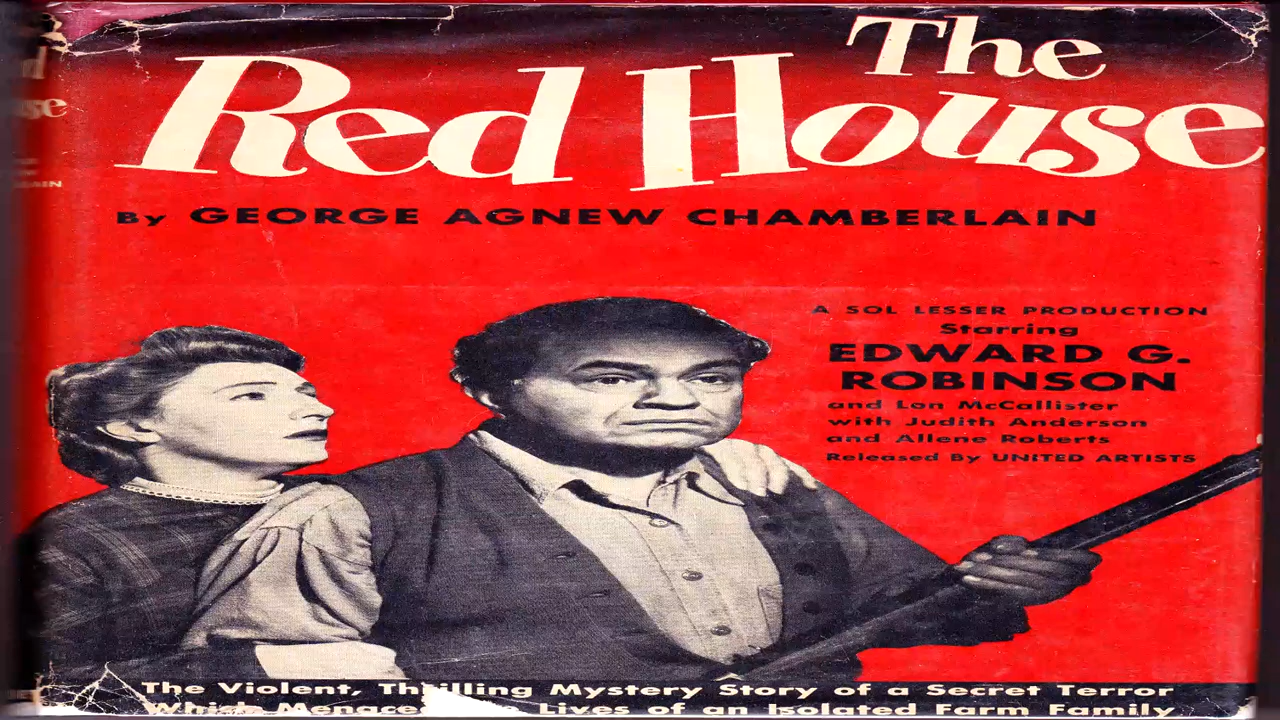 The
Red House
By GEORGE AGNEW CHAMBERLAIN
A SOL LESSER PRODUCTION
Starring
EDWARD G.
ROBINSON
and Lon McCallister
with Judith Anderson
and Allene Roberts
Released By UNITED ARTISTS
The Violent, Thrilling Mystery Story of a Secret Terror
Which Lives of an Isolated Farm Family